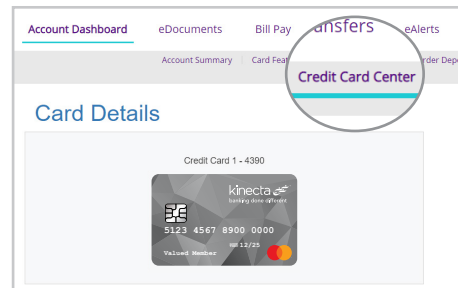 Account Dashboard eDocuments Bill Pay ansfers eAlerts
Account Summary Card Feat rder Dep
Credit Card Center
Card Details
Credit Card 1 - 4390
kinecta
banking done different
5123 4567 8900 0000
12/25
Valued Member